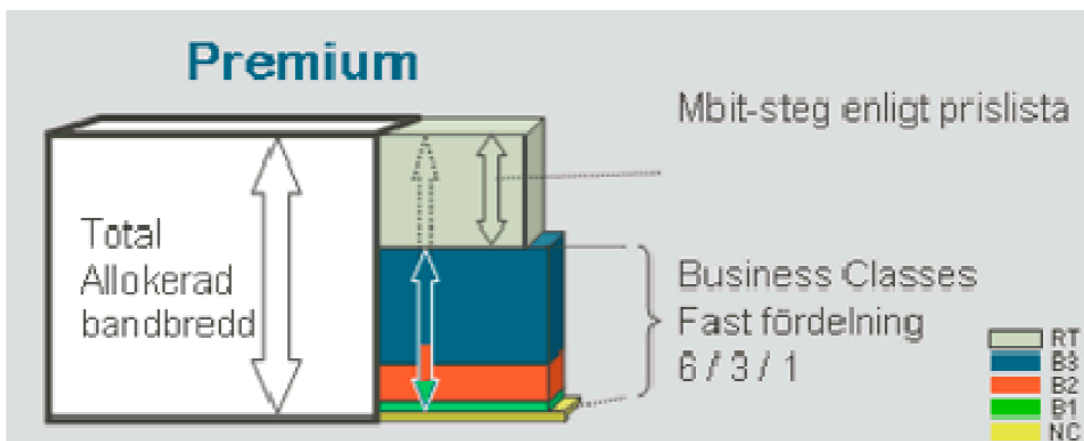 Premium
Mbit-steg enligt prislista
Total
Allokerad
bandbredd
Business Classes
Fast fördelning
6 / 3 / 1
RT
B3
B2
B1
NC